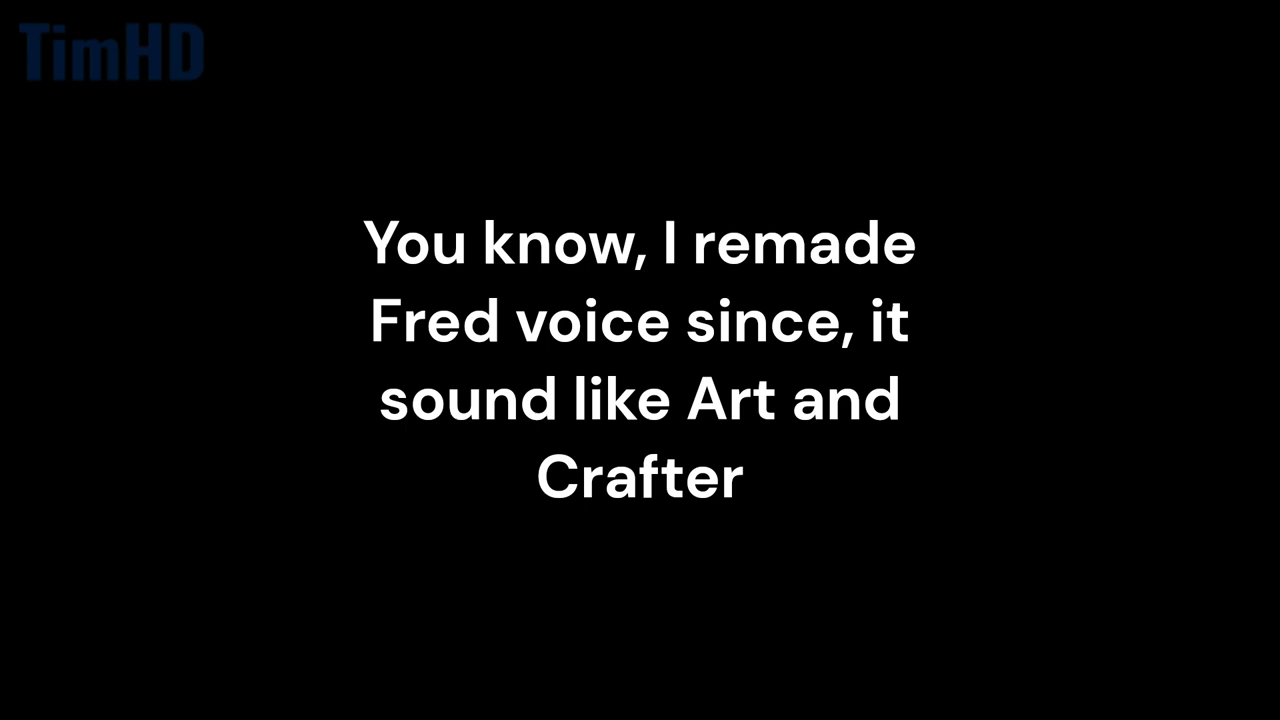 TimHD
You know, I remade
Fred voice since, it
sound like Art and
Crafter